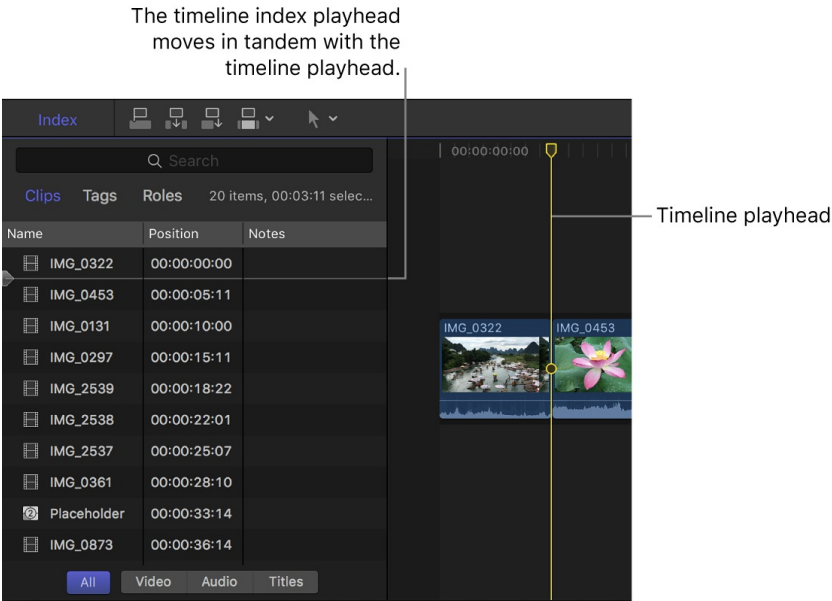 The timeline index playhead
moves in tandem with the
timeline playhead.
Index
Search
00:00:00:00
Clips Tags Roles 20 items, 00:03:11 selec...
Timeline playhead
Name Position Notes
IMG_0322 00:00:00:00
IMG_0453 00:00:05:11
IMG_0131 00:00:10:00
IMG_0297 00:00:15:11
IMG_2539 00:00:18:22
IMG_2538 00:00:22:01
IMG_2537 00:00:25:07
IMG_0361 00:00:28:10
Placeholder 00:00:33:14
IMG_0873 00:00:36:14
IMG_0322 IMG_0453
All Video Audio Titles